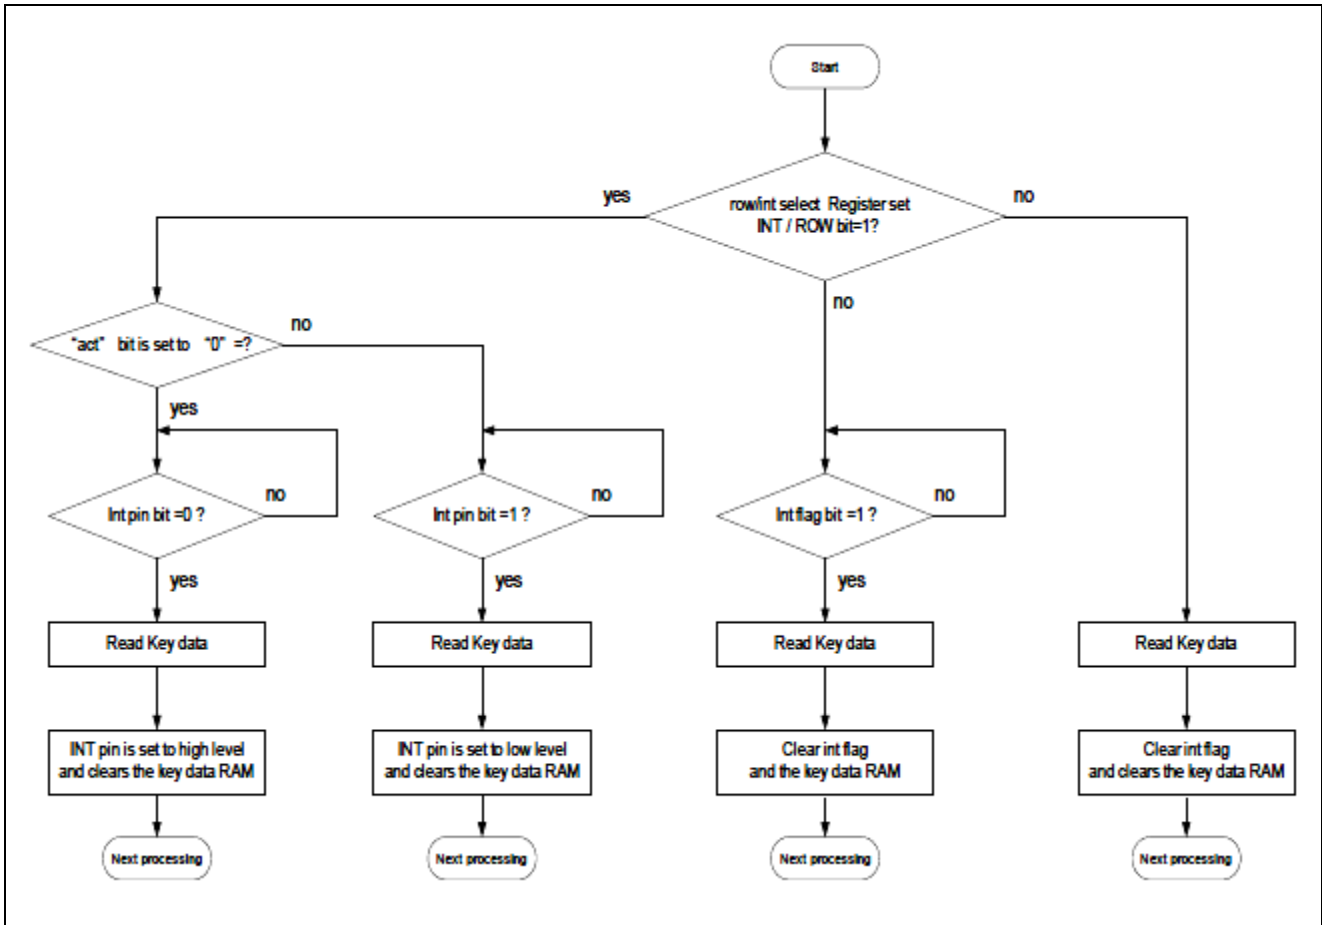 Start
yes
no
row/int select Register set
INT / ROW bit=1?
no
no
"act" bit is set to "0" =?
yes
no
no
no
Int pin bit =0 ?
Int pin bit =1 ?
Int flag bit =1 ?
yes
yes
yes
Read Key data
Read Key data
Read Key data
Read Key data
INT pin is set to high level
and clears the key data RAM
INT pin is set to low level
and clears the key data RAM
Clear int flag
and the key data RAM
Clear int flag
and clears the key data RAM
Next processing
Next processing
Next processing
Next processing